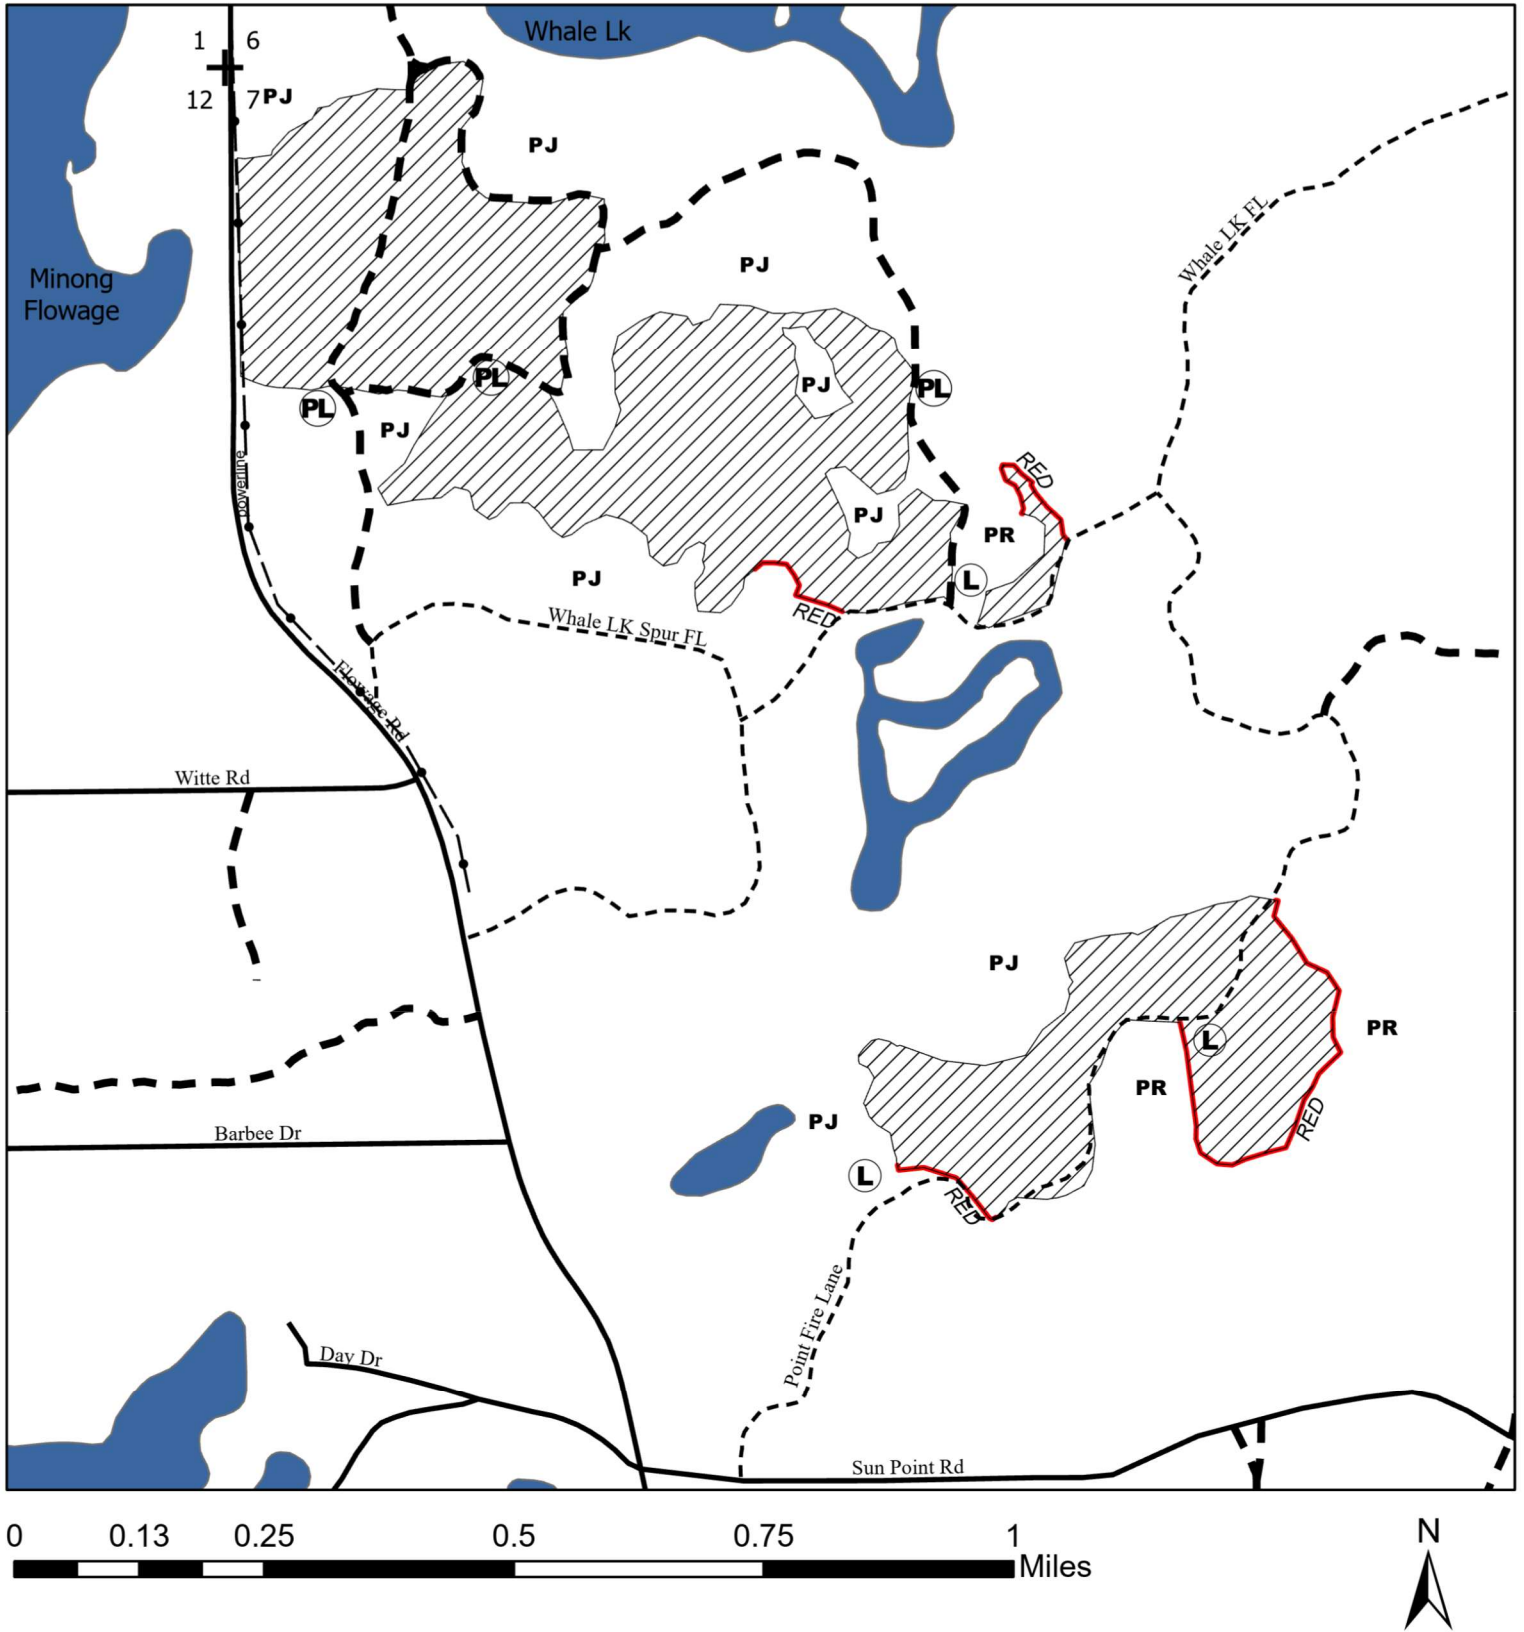 Whale Lk
1 6
12 7 PJ
PJ
Whale LK FL
Minong
Flowage
PJ
PL
PJ
PL
PL
PJ
RED
powerline
PJ
PR
PJ
L
RED
Whale LK Spur FL
Flowage Rd
Witte Rd
PJ
PR
L
PR
RED
PJ
Barbee Dr
L
RED
Point Fire Lane
Day Dr
Sun Point Rd
0 0.13 0.25 0.5 0.75 1
Miles
N